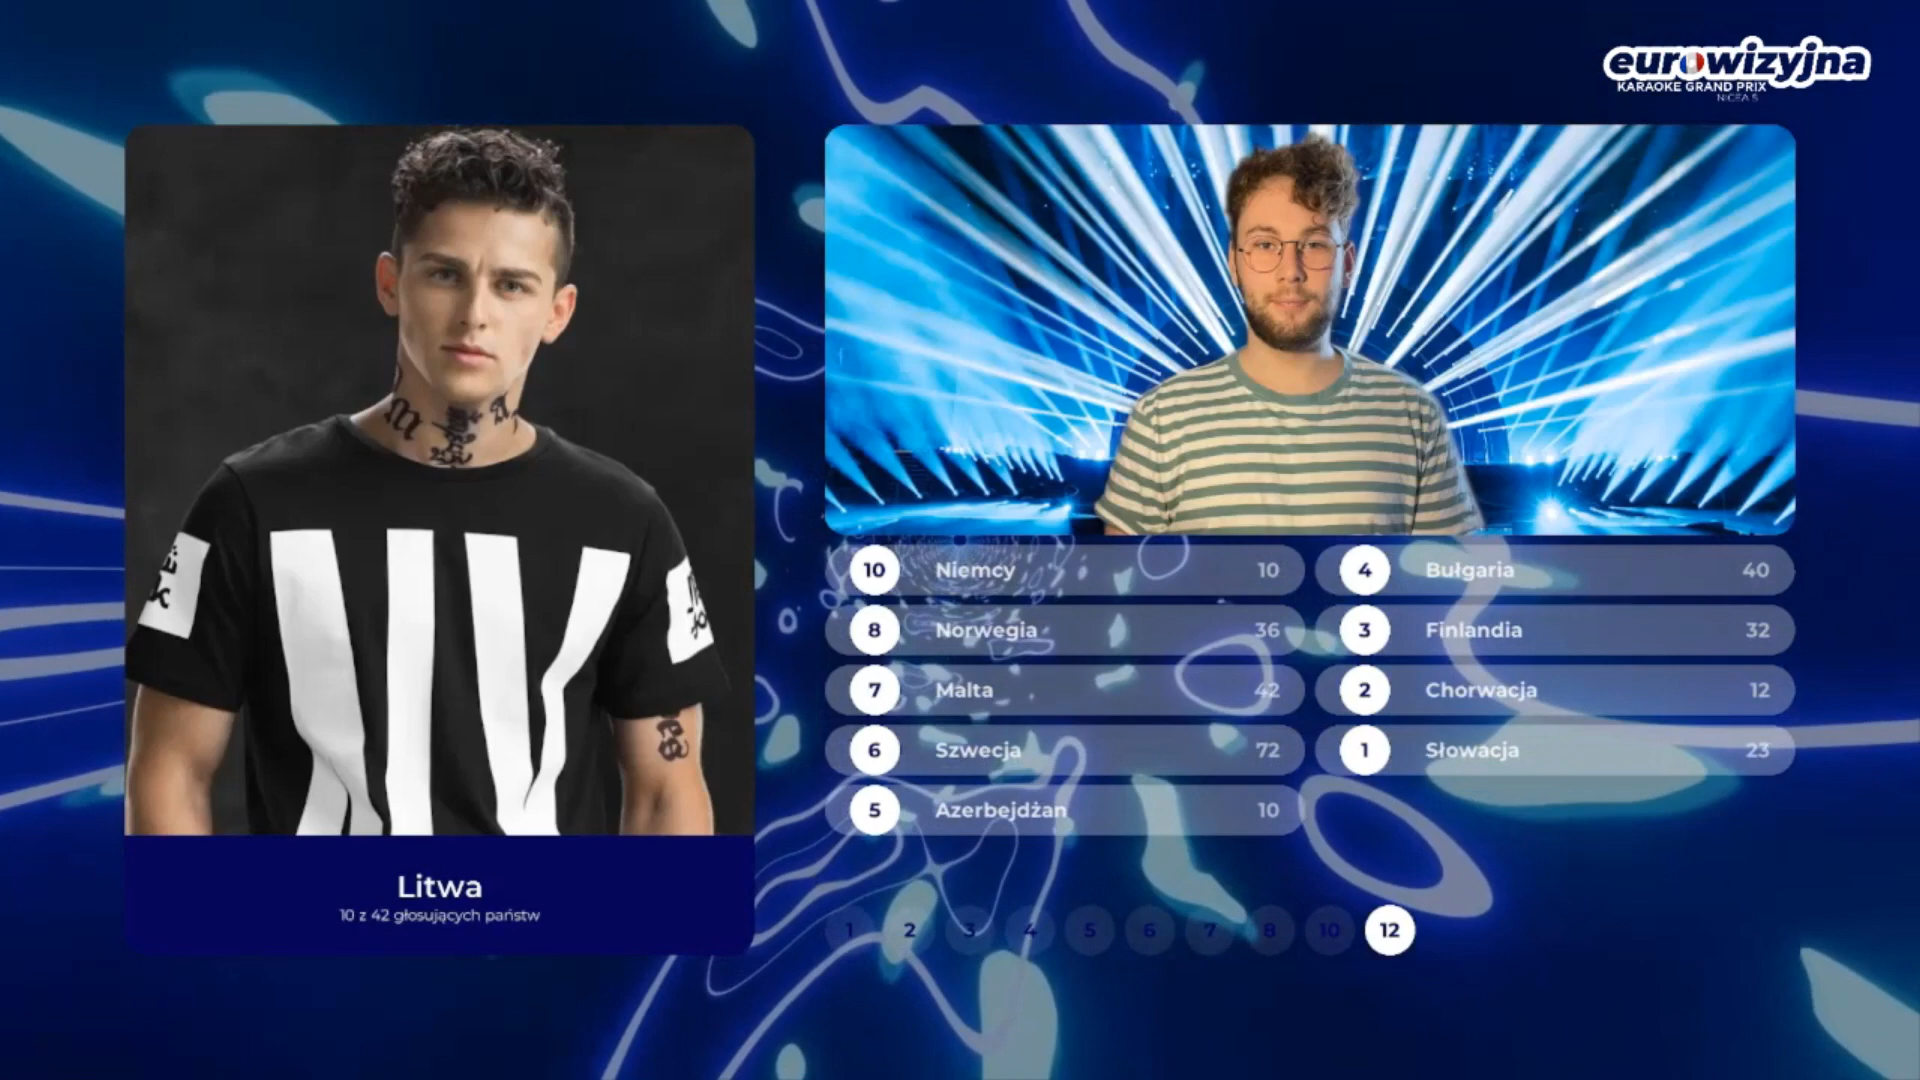 eurowizyjna
KARAOKE GRAND PRIX
NICEA 5
10 Niemcy 10
8 Norwegia 36
7 Malta 42
6 Szwecja 72
5 Azerbejdżan 10
4 Bułgaria 40
3 Finlandia 32
2 Chorwacja 12
1 Słowacja 23
Litwa
10 z 42 głosujących państw
1 2 3 4 5 6 7 8 10 12